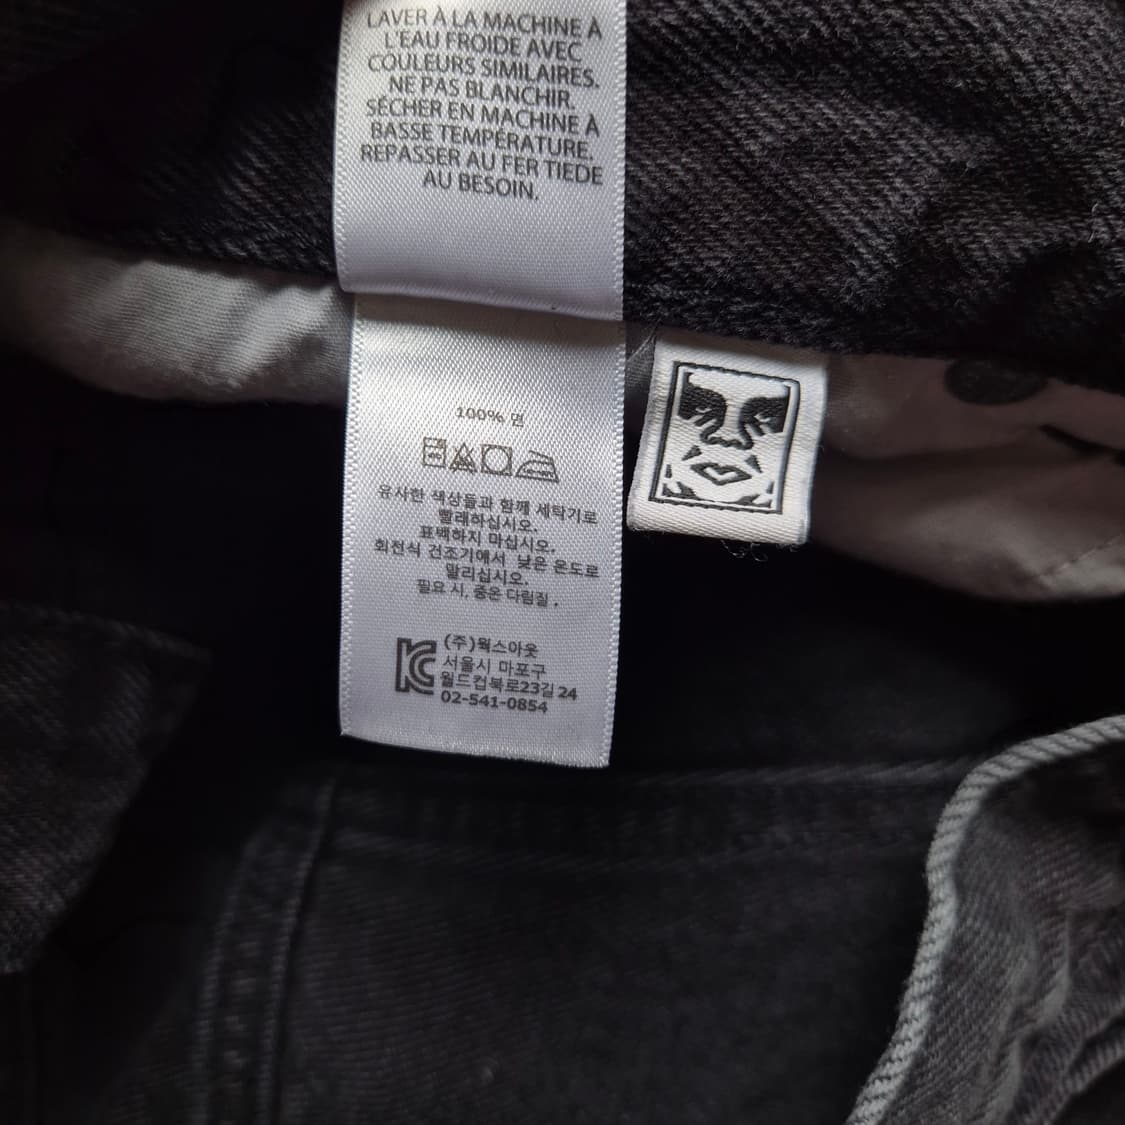 LAVER À LA MACHINE À
L'EAU FROIDE AVEC
COULEURS SIMILAIRES.
NE PAS BLANCHIR.
SÉCHER EN MACHINE À
BASSE TEMPÉRATURE.
REPASSER AU FER TIEDE
AU BESOIN.
100% 면
유사한 색상들과 함께 세탁기로
빨래하십시오.
표백하지 마십시오.
회전식 건조기에서 낮은 온도로
말리십시오.
필요 시, 중온 다림질 .
(주)웍스아웃
서울시 마포구
월드컵북로23길 24
02-541-0854